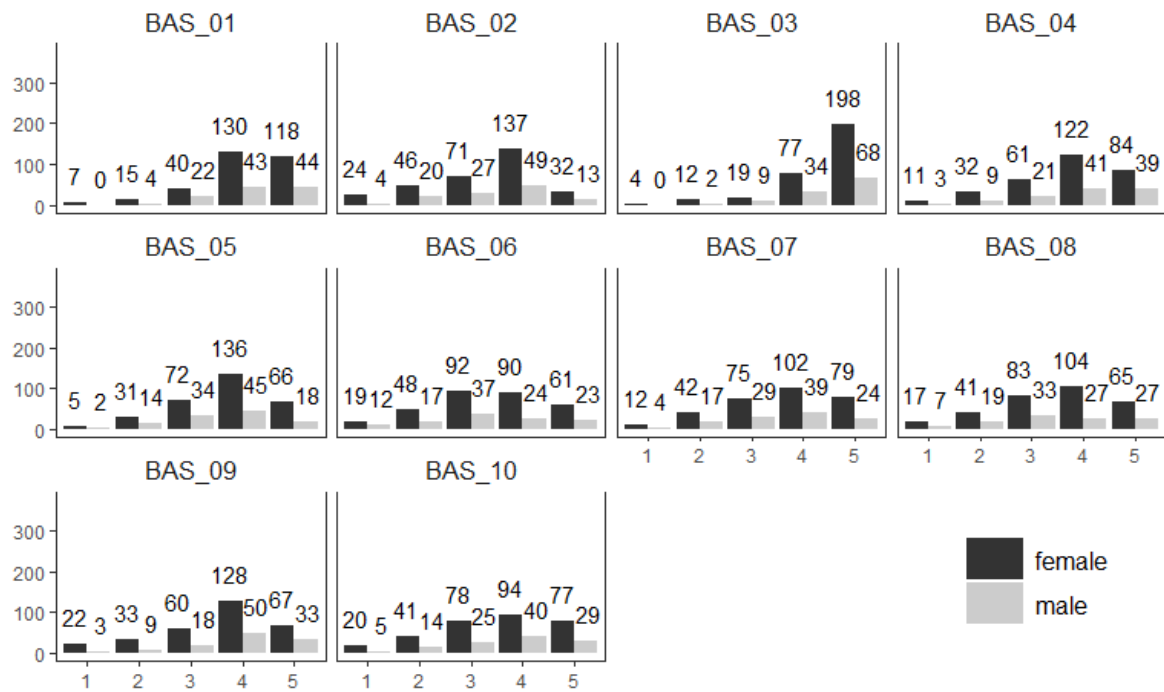 BAS_01 BAS_02 BAS_03 BAS_04
300
200
100
0
7 0 15 4 40 22 130 43 118 44
24 4 46 20 71 27 137 49 32 13
4 0 12 2 19 9 77 34 198 68
11 3 32 9 61 21 122 41 84 39
BAS_05 BAS_06 BAS_07 BAS_08
300
200
100
0
5 2 31 14 72 34 136 45 66 18
19 12 48 17 92 37 90 24 61 23
12 4 42 17 75 29 102 39 79 24
17 7 41 19 83 33 104 27 65 27
1 2 3 4 5
1 2 3 4 5
BAS_09 BAS_10
300
200
100
0
22 3 33 9 60 18 128 50 67 33
20 5 41 14 78 25 94 40 77 29
1 2 3 4 5
1 2 3 4 5
female
male